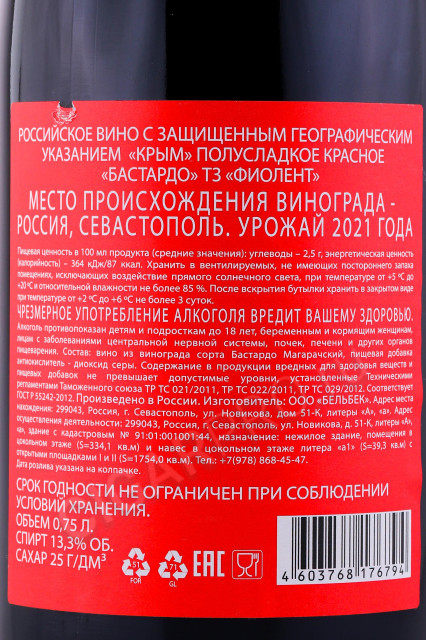 РОССИЙСКОЕ ВИНО С ЗАЩИЩЕННЫМ ГЕОГРАФИЧЕСКИМ
УКАЗАНИЕМ «КРЫМ» ПОЛУСЛАДКОЕ КРАСНОЕ
«БАСТАРДО» ТЗ «ФИОЛЕНТ»
МЕСТО ПРОИСХОЖДЕНИЯ ВИНОГРАДА -
РОССИЯ, СЕВАСТОПОЛЬ. УРОЖАЙ 2021 ГОДА
Пищевая ценность в 100 мл продукта (средние значения): углеводы – 2,5 г, энергетическая ценность
(калорийность) – 364 кДж/87 ккал. Хранить в вентилируемых, не имеющих постороннего запаха
помещениях, исключающих воздействие прямого солнечного света, при температуре от +5 ºС до
+20 ºС и относительной влажности не более 85 %. После вскрытия бутылки хранить в закрытом виде
при температуре от +2 ºС до +6 ºС не более 3 суток.
ЧРЕЗМЕРНОЕ УПОТРЕБЛЕНИЕ АЛКОГОЛЯ ВРЕДИТ ВАШЕМУ ЗДОРОВЬЮ.
Алкоголь противопоказан детям и подросткам до 18 лет, беременным и кормящим женщинам,
лицам с заболеваниями центральной нервной системы, почек, печени и других органов
пищеварения. Состав: вино из винограда сорта Бастардо Магарачский, пищевая добавка
антиокислитель - диоксид серы. Содержание в продукции вредных для здоровья веществ и
пищевых добавок не превышает допустимые уровни, установленные Техническими
регламентами Таможенного союза ТР ТС 021/2011, ТР ТС 022/2011, ТР ТС 029/2012. Соответствует
ГОСТ Р 55242-2012. Произведено в России. Изготовитель: ООО «БЕЛЬБЕК». Адрес места
нахождения: 299043, Россия, г. Севастополь, ул. Новикова, дом 51-К, литеры «А», «а». Адрес
осуществления деятельности: 299043, Россия, г. Севастополь, ул. Новикова, дом 51-К, литеры «А»,
«а», здание с кадастровым № 91:01:001010:44, назначение: нежилое здание, помещения в
цокольном этаже (S=334,1 кв.м) и навес в цокольном этаже литера «а1» (S=39,3 кв.м) с
открытыми площадками I и II (S=1754,0 кв.м). Тел.: +7(978) 868-45-47.
Дата розлива указана на колпачке.
СРОК ГОДНОСТИ НЕ ОГРАНИЧЕН ПРИ СОБЛЮДЕНИИ
УСЛОВИЙ ХРАНЕНИЯ.
ОБЪЕМ 0,75 Л.
СПИРТ 13,3% ОБ.
САХАР 25 Г/ДМ³
51
FOR
71
GL
EAC
4 603768 176794